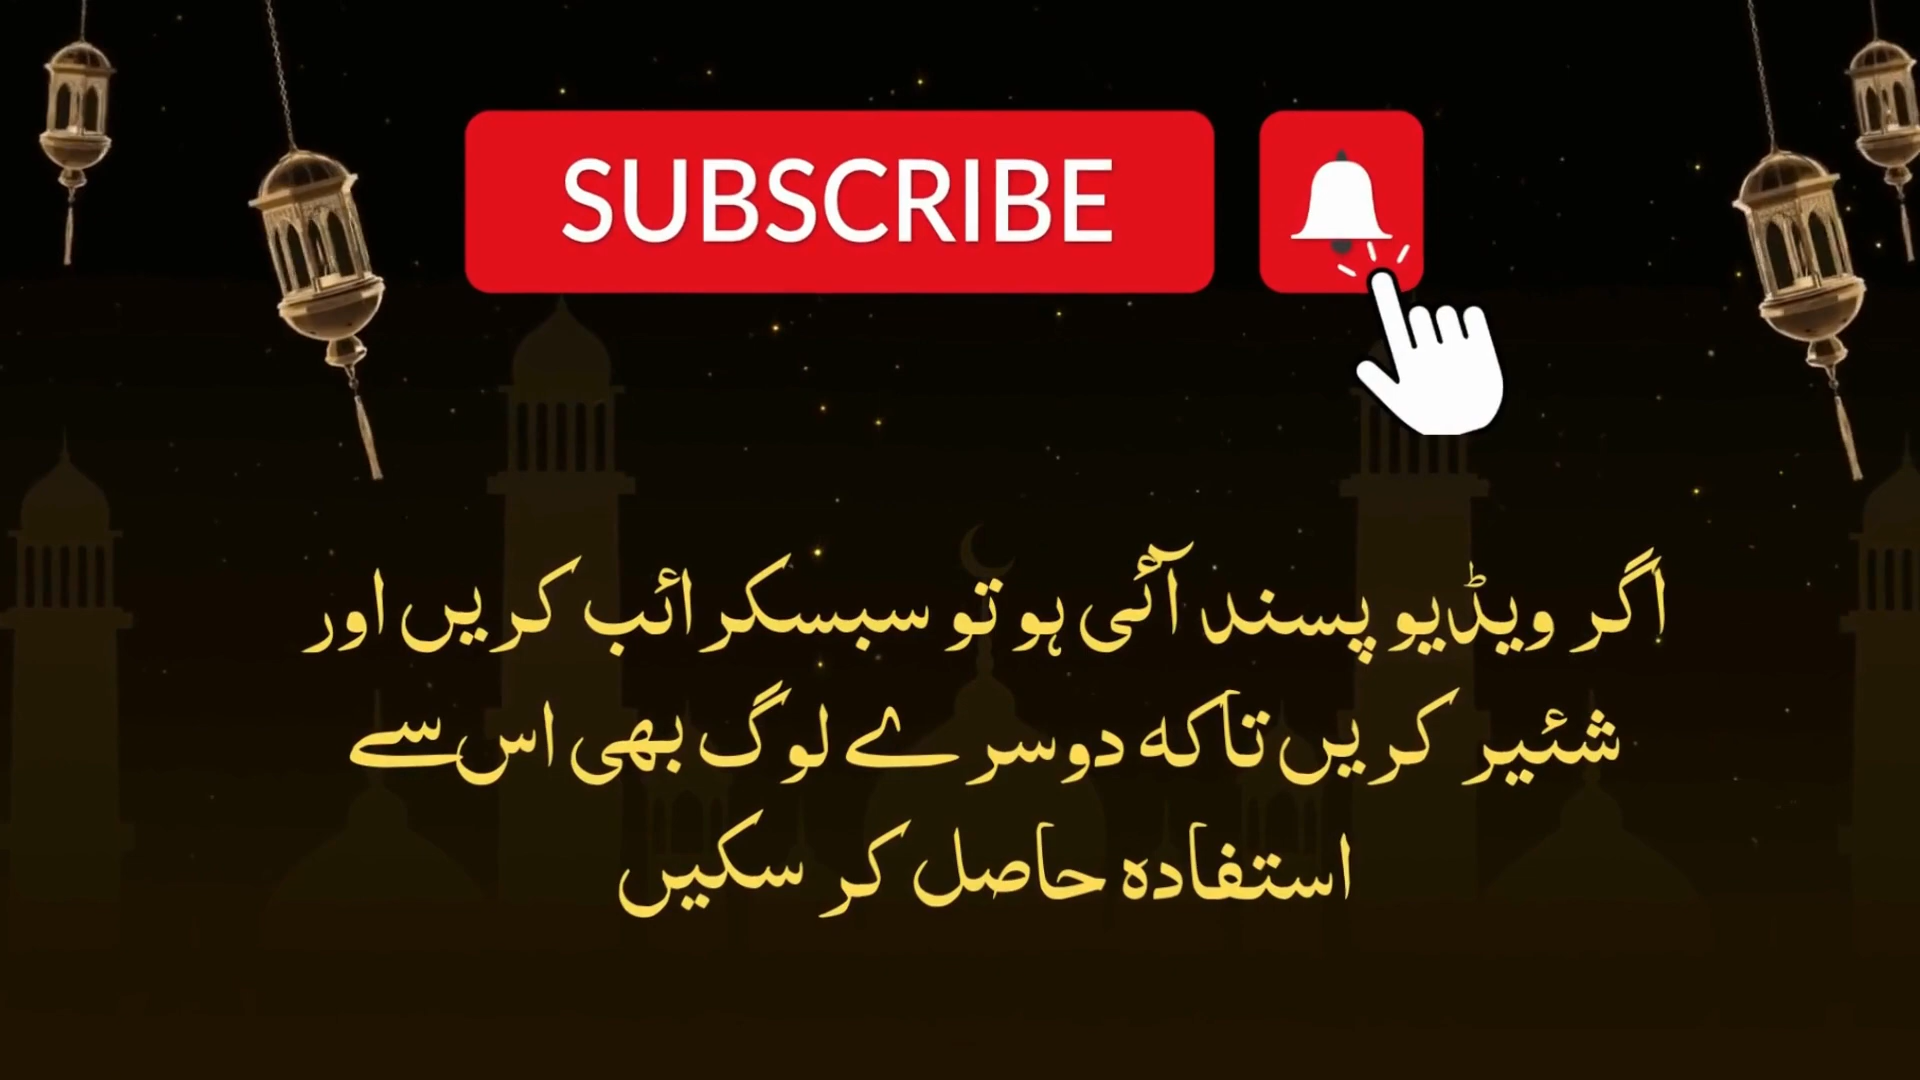 SUBSCRIBE
اگر ویڈیو پسند آئی ہو تو سبسکرائب کریں اور
شئیر کریں تاکہ دوسرے لوگ بھی اس سے
استفادہ حاصل کر سکیں